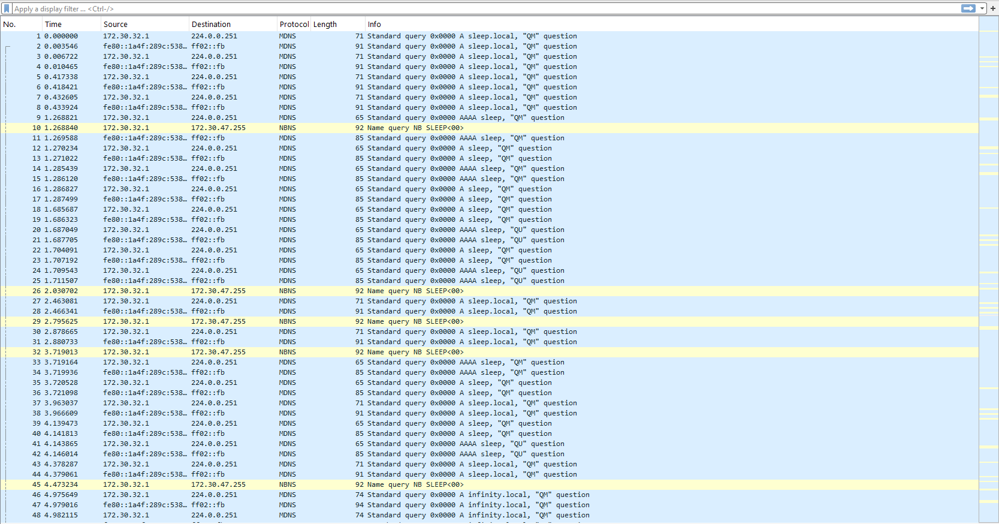 Apply a display filter ... <Ctrl-/>
No. Time Source Destination Protocol Length Info
1 0.000000 172.30.32.1 224.0.0.251 MDNS 71 Standard query 0x0000 A sleep.local, "QM" question
2 0.003546 fe80::1a4f:289c:538… ff02::fb MDNS 91 Standard query 0x0000 A sleep.local, "QM" question
3 0.006722 172.30.32.1 224.0.0.251 MDNS 71 Standard query 0x0000 A sleep.local, "QM" question
4 0.010465 fe80::1a4f:289c:538… ff02::fb MDNS 91 Standard query 0x0000 A sleep.local, "QM" question
5 0.417338 172.30.32.1 224.0.0.251 MDNS 71 Standard query 0x0000 A sleep.local, "QM" question
6 0.418421 fe80::1a4f:289c:538… ff02::fb MDNS 91 Standard query 0x0000 A sleep.local, "QM" question
7 0.432605 172.30.32.1 224.0.0.251 MDNS 71 Standard query 0x0000 A sleep.local, "QM" question
8 0.433924 fe80::1a4f:289c:538… ff02::fb MDNS 91 Standard query 0x0000 A sleep.local, "QM" question
9 1.268821 172.30.32.1 224.0.0.251 MDNS 65 Standard query 0x0000 AAAA sleep, "QM" question
10 1.268840 172.30.32.1 172.30.47.255 NBNS 92 Name query NB SLEEP<00>
11 1.269588 fe80::1a4f:289c:538… ff02::fb MDNS 85 Standard query 0x0000 AAAA sleep, "QM" question
12 1.270234 172.30.32.1 224.0.0.251 MDNS 65 Standard query 0x0000 A sleep, "QM" question
13 1.271022 fe80::1a4f:289c:538… ff02::fb MDNS 85 Standard query 0x0000 A sleep, "QM" question
14 1.285439 172.30.32.1 224.0.0.251 MDNS 65 Standard query 0x0000 AAAA sleep, "QM" question
15 1.286120 fe80::1a4f:289c:538… ff02::fb MDNS 85 Standard query 0x0000 AAAA sleep, "QM" question
16 1.286827 172.30.32.1 224.0.0.251 MDNS 65 Standard query 0x0000 A sleep, "QM" question
17 1.287499 fe80::1a4f:289c:538… ff02::fb MDNS 85 Standard query 0x0000 A sleep, "QM" question
18 1.685687 172.30.32.1 224.0.0.251 MDNS 65 Standard query 0x0000 A sleep, "QM" question
19 1.686323 fe80::1a4f:289c:538… ff02::fb MDNS 85 Standard query 0x0000 A sleep, "QM" question
20 1.687049 172.30.32.1 224.0.0.251 MDNS 65 Standard query 0x0000 AAAA sleep, "QU" question
21 1.687705 fe80::1a4f:289c:538… ff02::fb MDNS 85 Standard query 0x0000 AAAA sleep, "QU" question
22 1.704091 172.30.32.1 224.0.0.251 MDNS 65 Standard query 0x0000 A sleep, "QM" question
23 1.707192 fe80::1a4f:289c:538… ff02::fb MDNS 85 Standard query 0x0000 A sleep, "QM" question
24 1.709543 172.30.32.1 224.0.0.251 MDNS 65 Standard query 0x0000 AAAA sleep, "QU" question
25 1.711507 fe80::1a4f:289c:538… ff02::fb MDNS 85 Standard query 0x0000 AAAA sleep, "QU" question
26 2.030702 172.30.32.1 172.30.47.255 NBNS 92 Name query NB SLEEP<00>
27 2.463081 172.30.32.1 224.0.0.251 MDNS 71 Standard query 0x0000 A sleep.local, "QM" question
28 2.466341 fe80::1a4f:289c:538… ff02::fb MDNS 91 Standard query 0x0000 A sleep.local, "QM" question
29 2.795625 172.30.32.1 172.30.47.255 NBNS 92 Name query NB SLEEP<00>
30 2.878665 172.30.32.1 224.0.0.251 MDNS 71 Standard query 0x0000 A sleep.local, "QM" question
31 2.880733 fe80::1a4f:289c:538… ff02::fb MDNS 91 Standard query 0x0000 A sleep.local, "QM" question
32 3.719013 172.30.32.1 172.30.47.255 NBNS 92 Name query NB SLEEP<00>
33 3.719164 172.30.32.1 224.0.0.251 MDNS 65 Standard query 0x0000 AAAA sleep, "QM" question
34 3.719936 fe80::1a4f:289c:538… ff02::fb MDNS 85 Standard query 0x0000 AAAA sleep, "QM" question
35 3.720528 172.30.32.1 224.0.0.251 MDNS 65 Standard query 0x0000 A sleep, "QM" question
36 3.721098 fe80::1a4f:289c:538… ff02::fb MDNS 85 Standard query 0x0000 A sleep, "QM" question
37 3.963037 172.30.32.1 224.0.0.251 MDNS 71 Standard query 0x0000 A sleep.local, "QM" question
38 3.966609 fe80::1a4f:289c:538… ff02::fb MDNS 91 Standard query 0x0000 A sleep.local, "QM" question
39 4.139473 172.30.32.1 224.0.0.251 MDNS 65 Standard query 0x0000 A sleep, "QM" question
40 4.141813 fe80::1a4f:289c:538… ff02::fb MDNS 85 Standard query 0x0000 A sleep, "QM" question
41 4.143865 172.30.32.1 224.0.0.251 MDNS 65 Standard query 0x0000 AAAA sleep, "QU" question
42 4.146014 fe80::1a4f:289c:538… ff02::fb MDNS 85 Standard query 0x0000 AAAA sleep, "QU" question
43 4.378287 172.30.32.1 224.0.0.251 MDNS 71 Standard query 0x0000 A sleep.local, "QM" question
44 4.379061 fe80::1a4f:289c:538… ff02::fb MDNS 91 Standard query 0x0000 A sleep.local, "QM" question
45 4.473234 172.30.32.1 172.30.47.255 NBNS 92 Name query NB SLEEP<00>
46 4.975649 172.30.32.1 224.0.0.251 MDNS 74 Standard query 0x0000 A infinity.local, "QM" question
47 4.979016 fe80::1a4f:289c:538… ff02::fb MDNS 94 Standard query 0x0000 A infinity.local, "QM" question
48 4.982115 172.30.32.1 224.0.0.251 MDNS 74 Standard query 0x0000 A infinity.local, "QM" question